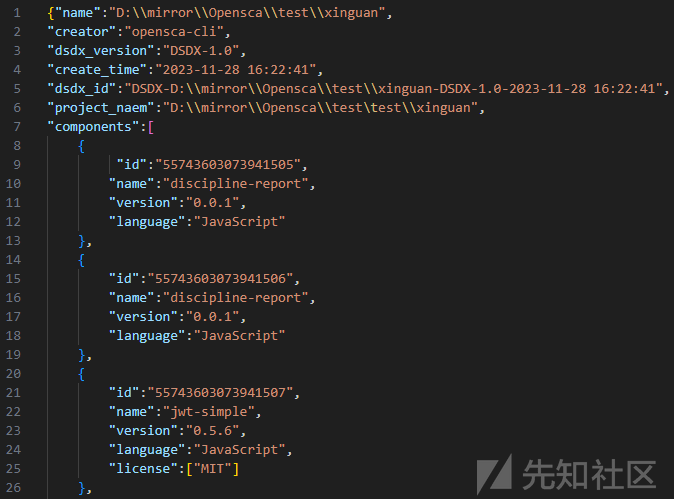 1 {"name":"D:\\mirror\\Opensca\\test\\xinguan",
2 "creator":"opensca-cli",
3 "dsdx_version":"DSDX-1.0",
4 "create_time":"2023-11-28 16:22:41",
5 "dsdx_id":"DSDX-D:\\mirror\\Opensca\\test\\xinguan-DSDX-1.0-2023-11-28 16:22:41",
6 "project_naem":"D:\\mirror\\Opensca\\test\test\\xinguan",
7 "components":[
8 {
9 "id":"55743603073941505",
10 "name":"discipline-report",
11 "version":"0.0.1",
12 "language":"JavaScript"
13 },
14 {
15 "id":"55743603073941506",
16 "name":"discipline-report",
17 "version":"0.0.1",
18 "language":"JavaScript"
19 },
20 {
21 "id":"55743603073941507",
22 "name":"jwt-simple",
23 "version":"0.5.6",
24 "language":"JavaScript",
25 "license":["MIT"]
26 },
先知社区